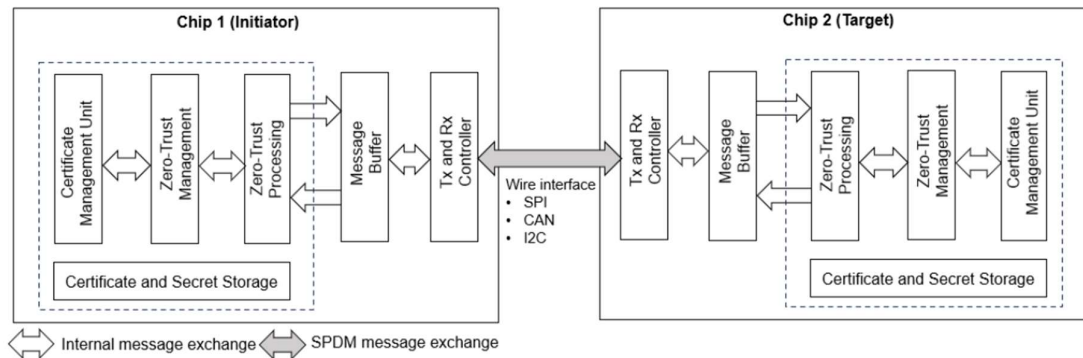 Chip 1 (Initiator)
Certificate
Management Unit
Zero-Trust
Management
Zero-Trust
Processing
Message
Buffer
Tx and Rx
Controller
Certificate and Secret Storage
Wire interface
• SPI
• CAN
• I2C
Chip 2 (Target)
Tx and Rx
Controller
Message
Buffer
Zero-Trust
Processing
Zero-Trust
Management
Certificate
Management Unit
Certificate and Secret Storage
Internal message exchange
SPDM message exchange